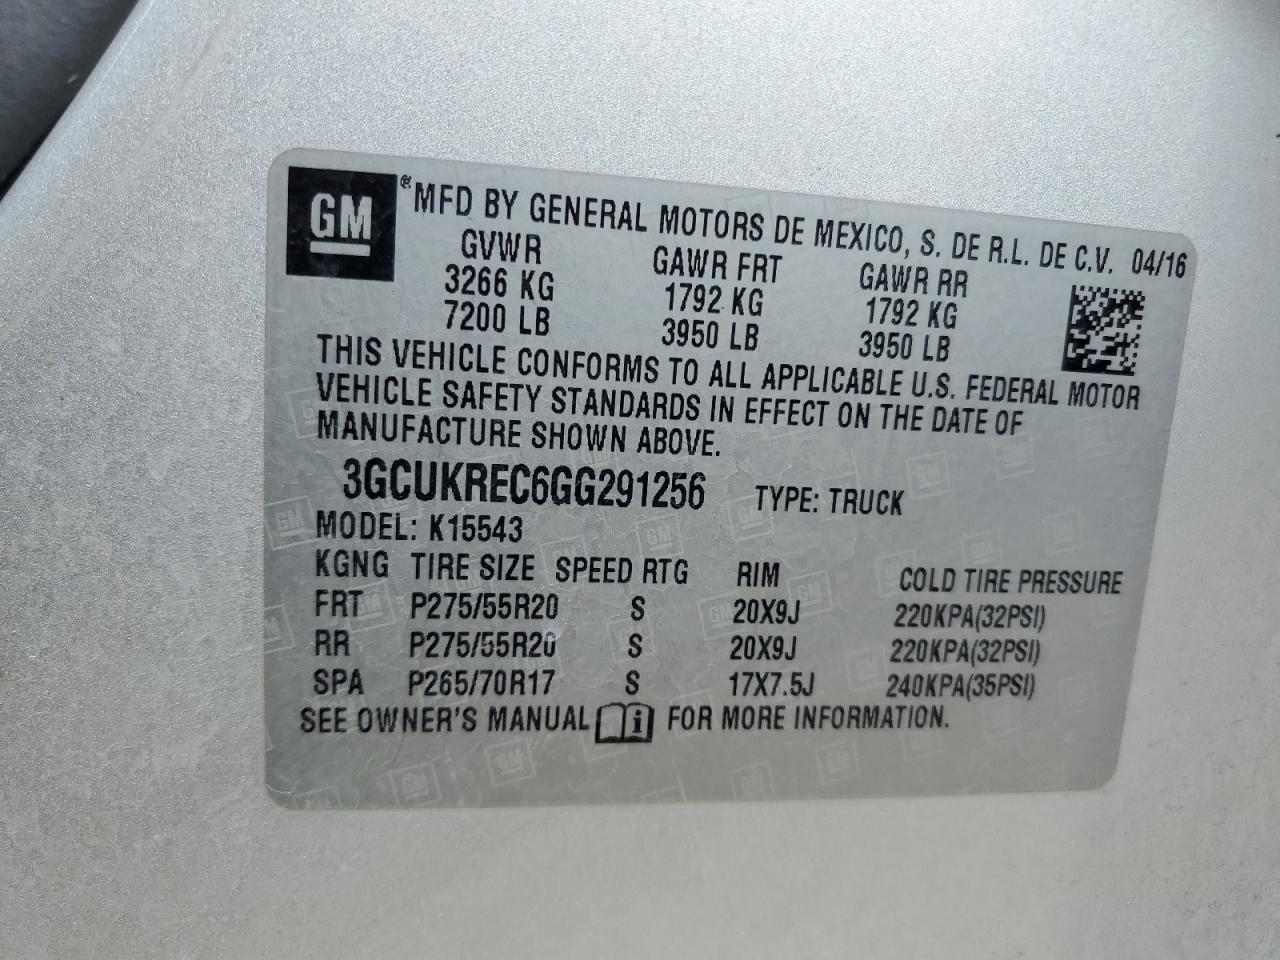 GM ® MFD BY GENERAL MOTORS DE MEXICO, S. DE R.L. DE C.V. 04/16
GVWR GAWR FRT GAWR RR
3266 KG 1792 KG 1792 KG
7200 LB 3950 LB 3950 LB
THIS VEHICLE CONFORMS TO ALL APPLICABLE U.S. FEDERAL MOTOR
VEHICLE SAFETY STANDARDS IN EFFECT ON THE DATE OF
MANUFACTURE SHOWN ABOVE.
3GCUKREC6GG291256 TYPE: TRUCK
MODEL: K15543
KGNG TIRE SIZE SPEED RTG RIM COLD TIRE PRESSURE
FRT P275/55R20 S 20X9J 220KPA(32PSI)
RR P275/55R20 S 20X9J 220KPA(32PSI)
SPA P265/70R17 S 17X7.5J 240KPA(35PSI)
SEE OWNER'S MANUAL i FOR MORE INFORMATION.